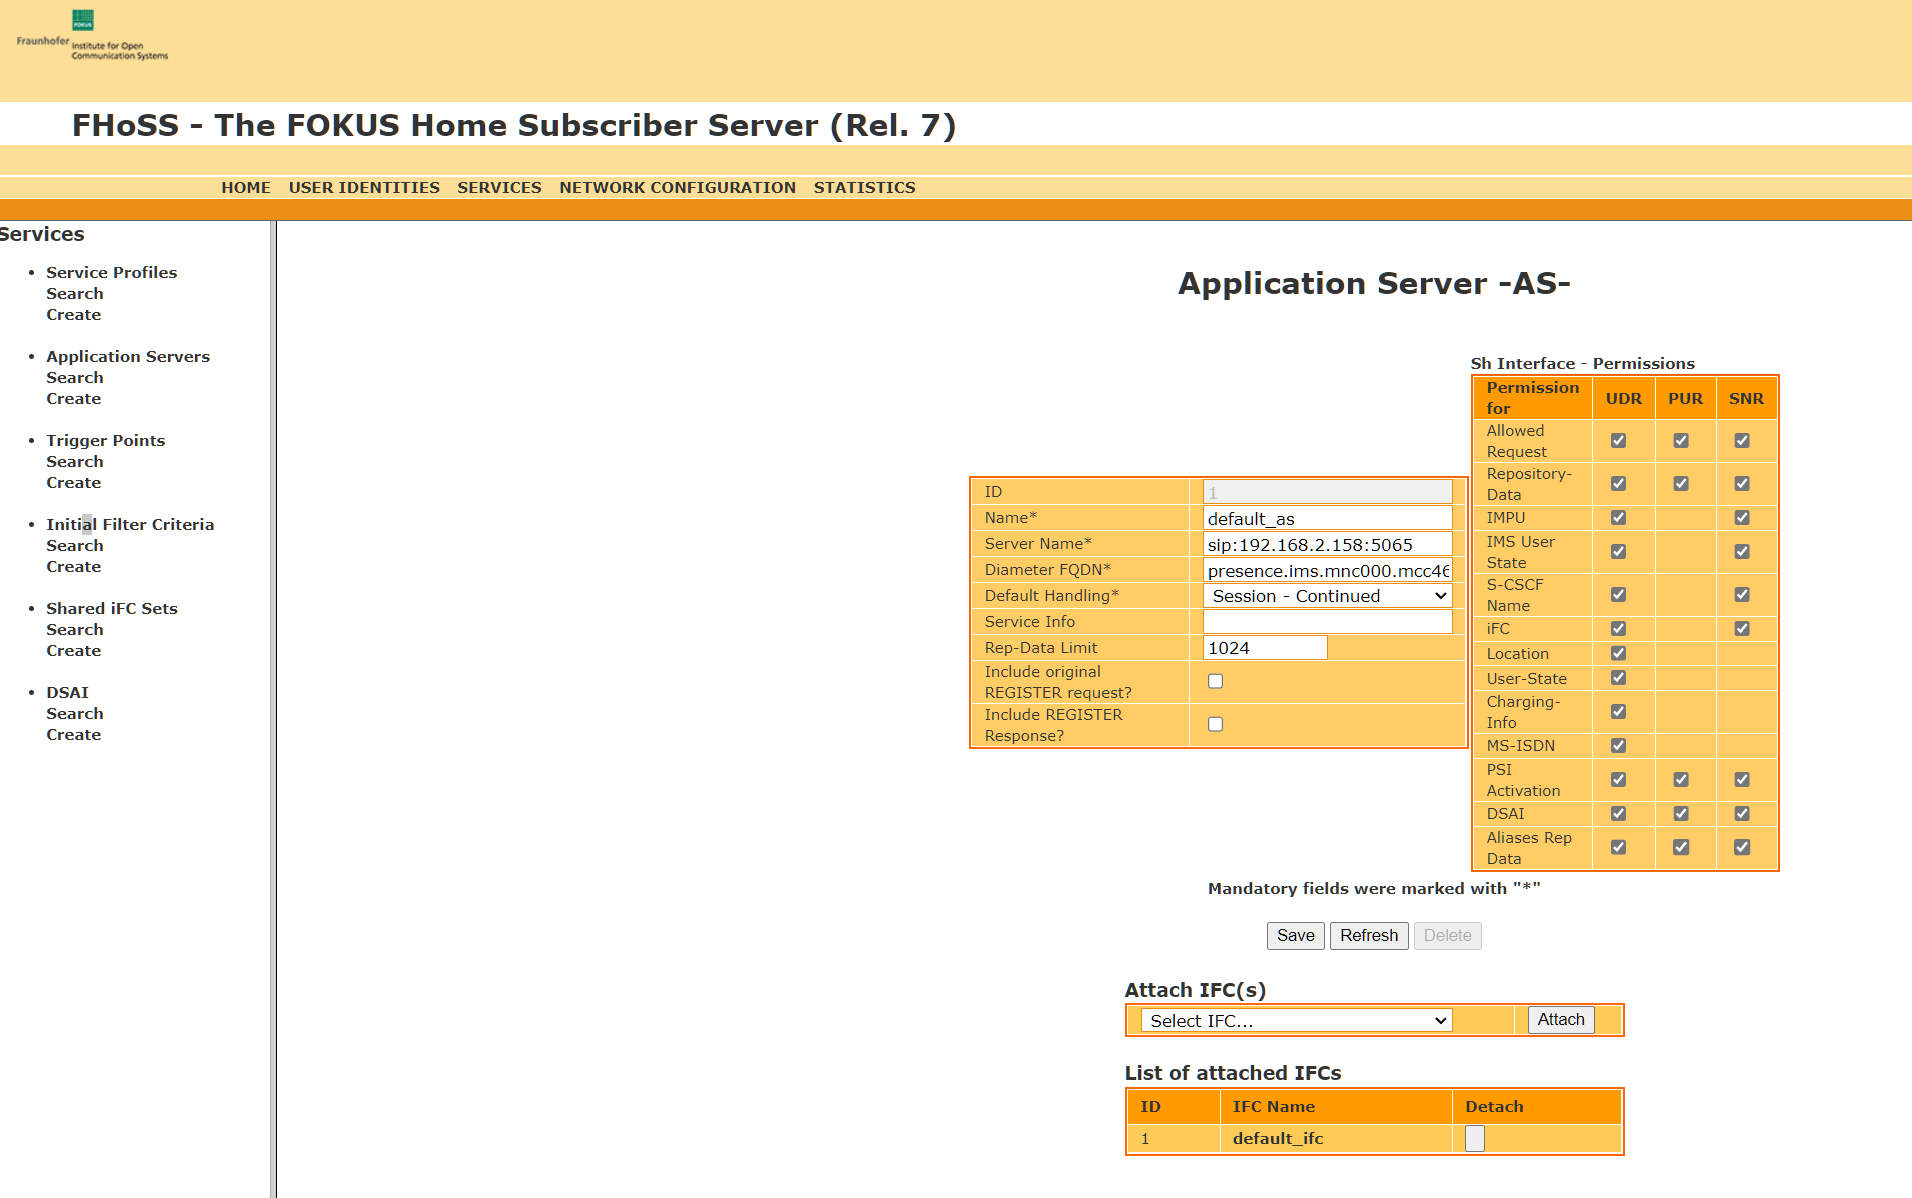 FOKUS
Fraunhofer Institute for Open
Communication Systems
FHoSS - The FOKUS Home Subscriber Server (Rel. 7)
HOME USER IDENTITIES SERVICES NETWORK CONFIGURATION STATISTICS
Services
• Service Profiles
Search
Create
• Application Servers
Search
Create
• Trigger Points
Search
Create
• Initial Filter Criteria
Search
Create
• Shared iFC Sets
Search
Create
• DSAI
Search
Create
Application Server -AS-
ID 1
Name* default_as
Server Name* sip:192.168.2.158:5065
Diameter FQDN* presence.ims.mnc000.mcc46
Default Handling* Session - Continued
Service Info
Rep-Data Limit 1024
Include original
REGISTER request?
Include REGISTER
Response?
Sh Interface - Permissions
Permission
for UDR PUR SNR
Allowed
Request
Repository-
Data
IMPU
IMS User
State
S-CSCF
Name
iFC
Location
User-State
Charging-
Info
MS-ISDN
PSI
Activation
DSAI
Aliases Rep
Data
Mandatory fields were marked with "*"
Save Refresh Delete
Attach IFC(s)
Select IFC... Attach
List of attached IFCs
ID IFC Name Detach
1 default_ifc